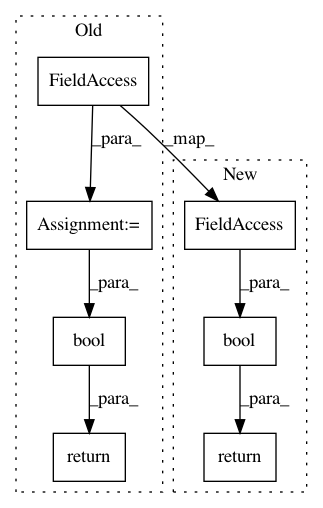 Old
FieldAccess
_para_
_map_
New
Assignment:=
FieldAccess
_para_
_para_
bool
bool
_para_
_para_
return
return